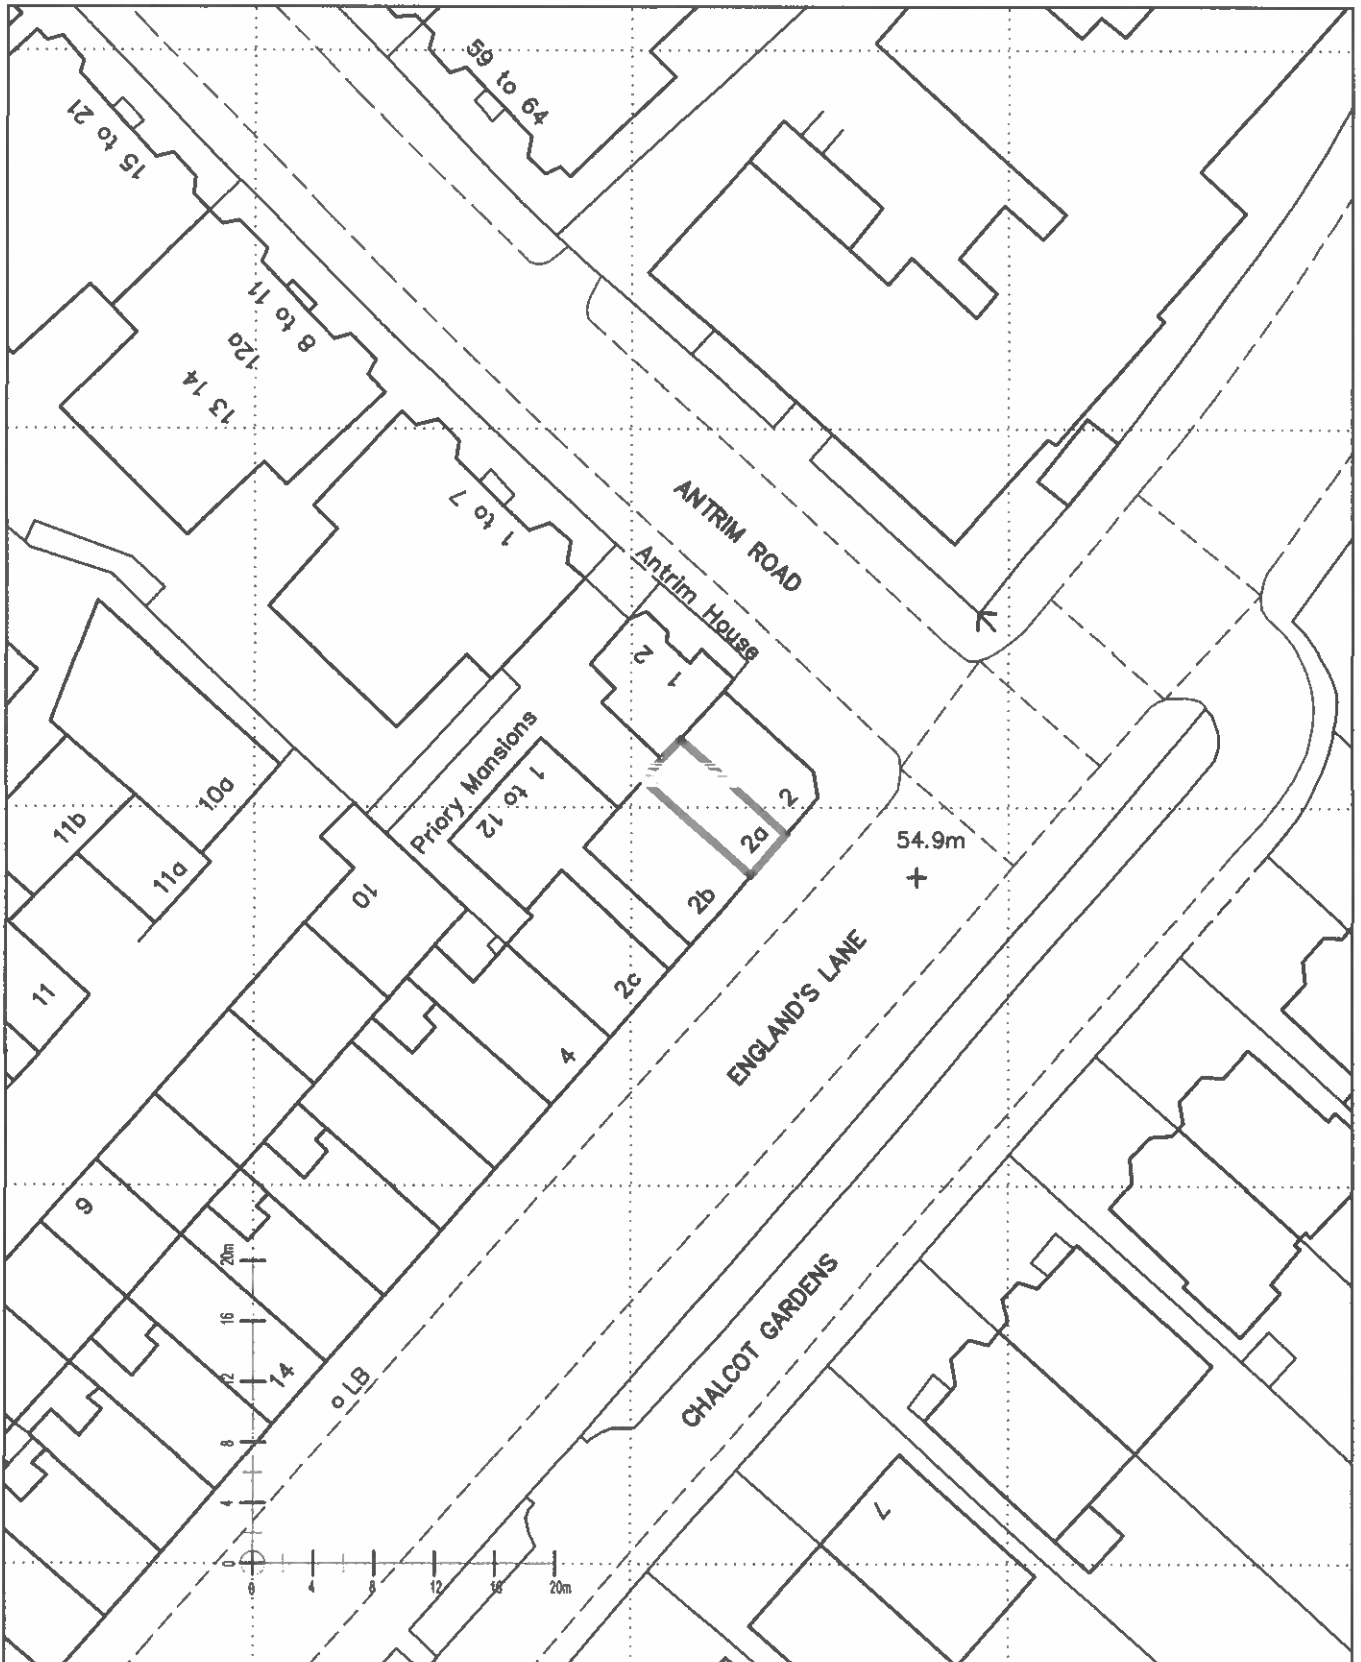 59 to 64
15 to 21
8 to 11
12a
13 14
1 to 7
ANTRIM ROAD
Antrim House
2
1
Priory Mansions
1 to 12
10a
11b
11a
2
2a
54.9m
10
2b
11
2c
ENGLAND'S LANE
4
9
20m
16
12
14
LB
8
4
0
0
4
8
12
16
20m
CHALCOT GARDENS
7